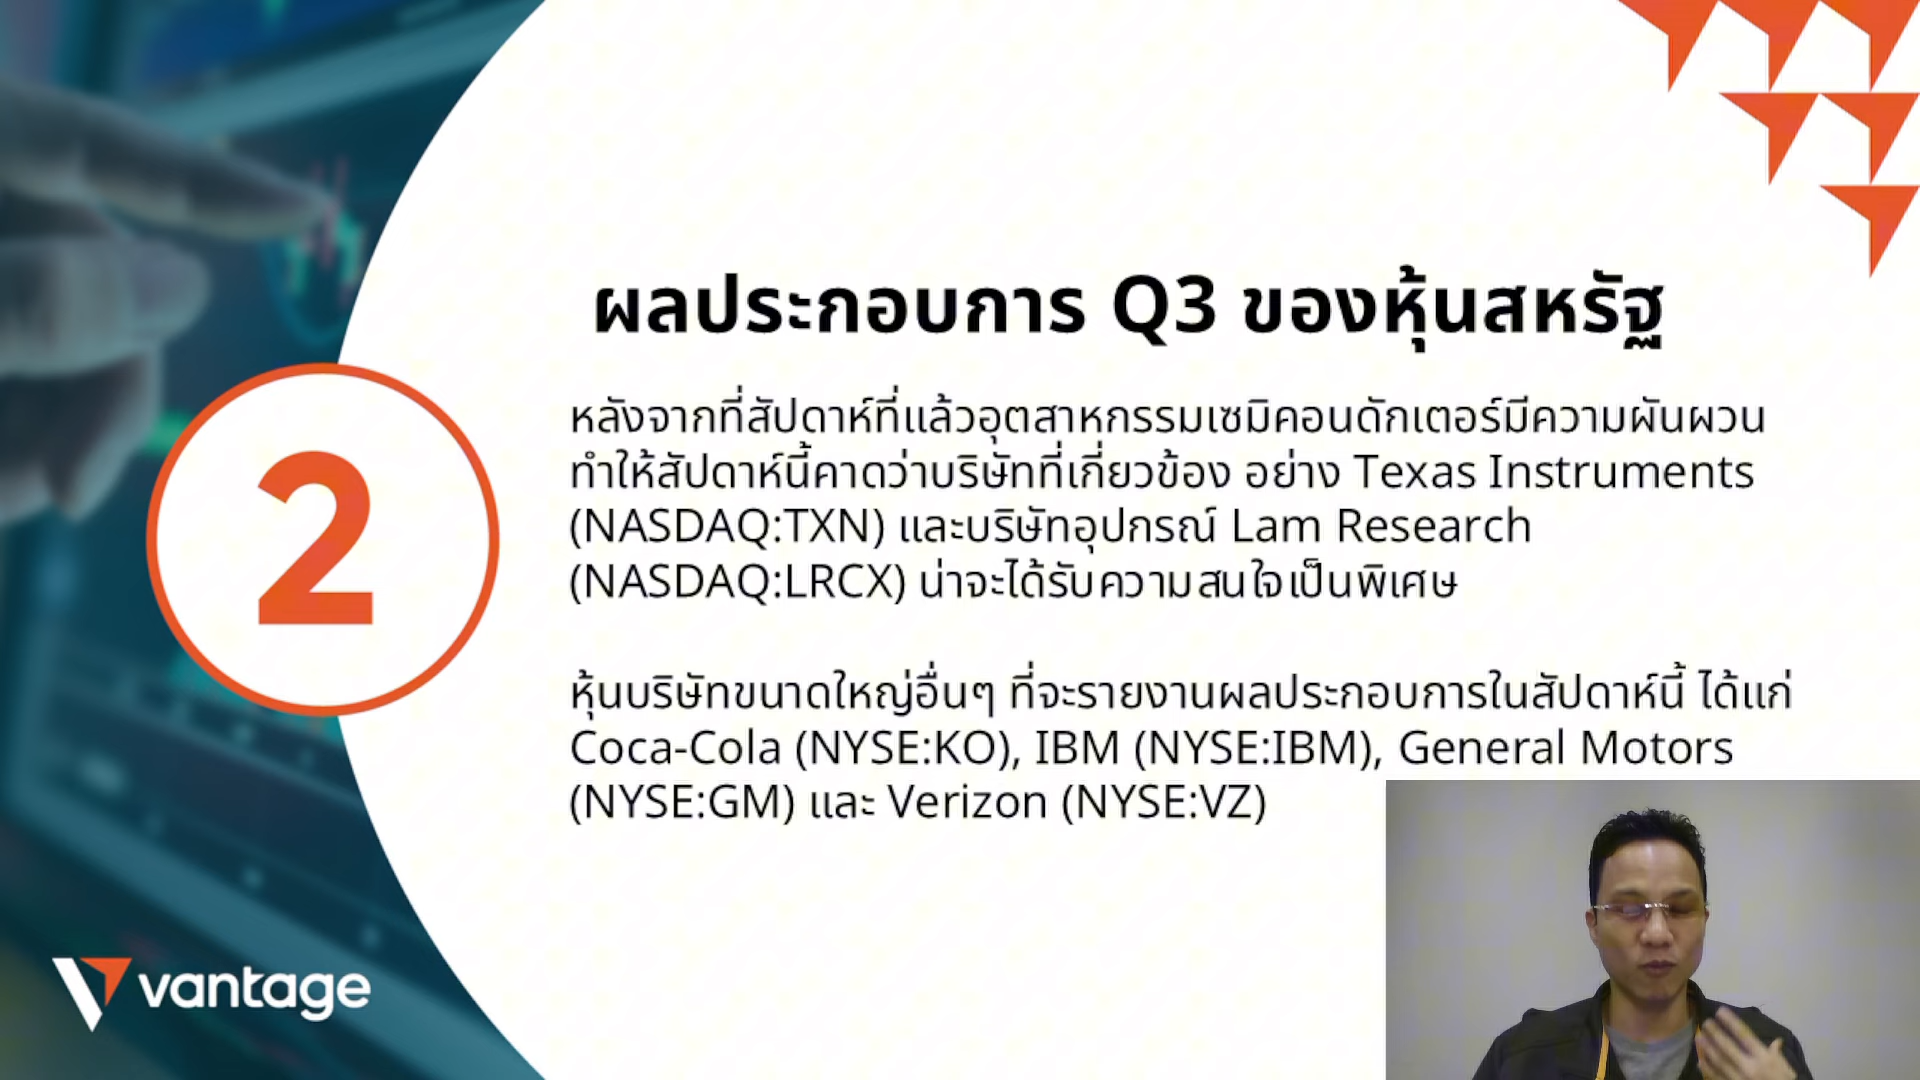 ผลประกอบการ Q3 ของหุ้นสหรัฐ
หลังจากที่สัปดาห์ที่แล้วอุตสาหกรรมเซมิคอนดักเตอร์มีความผันผวน
ทำให้สัปดาห์นี้คาดว่าบริษัทที่เกี่ยวข้อง อย่าง Texas Instruments
(NASDAQ:TXN) และบริษัทอุปกรณ์ Lam Research
(NASDAQ:LRCX) น่าจะได้รับความสนใจเป็นพิเศษ
หุ้นบริษัทขนาดใหญ่อื่นๆ ที่จะรายงานผลประกอบการในสัปดาห์นี้ ได้แก่
Coca-Cola (NYSE:KO), IBM (NYSE:IBM), General Motors
(NYSE:GM) และ Verizon (NYSE:VZ)
2
vantage